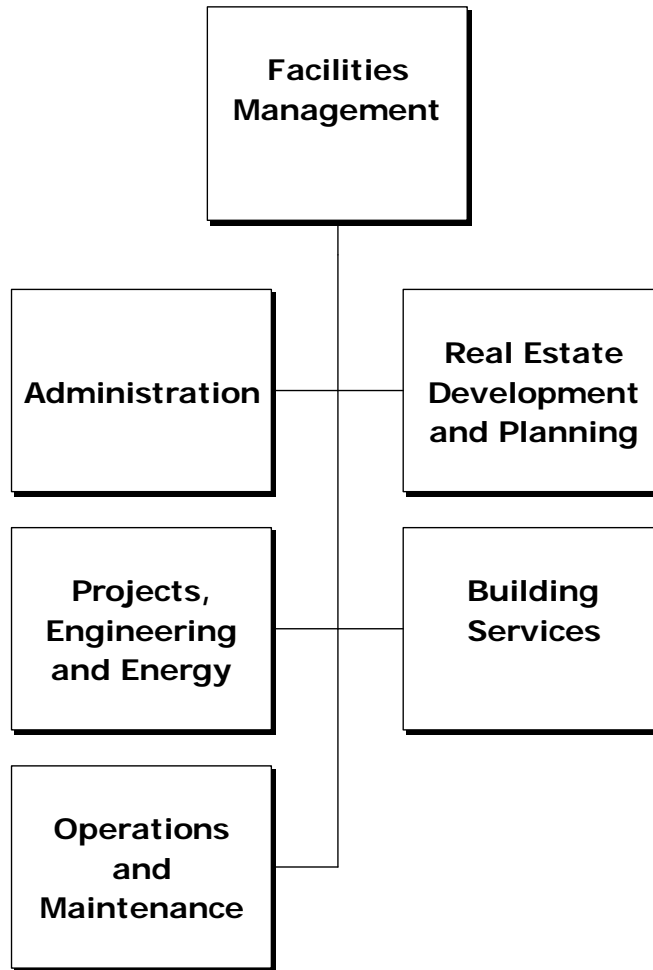 Facilities
Management
Administration
Real Estate
Development
and Planning
Projects,
Engineering
and Energy
Building
Services
Operations
and
Maintenance